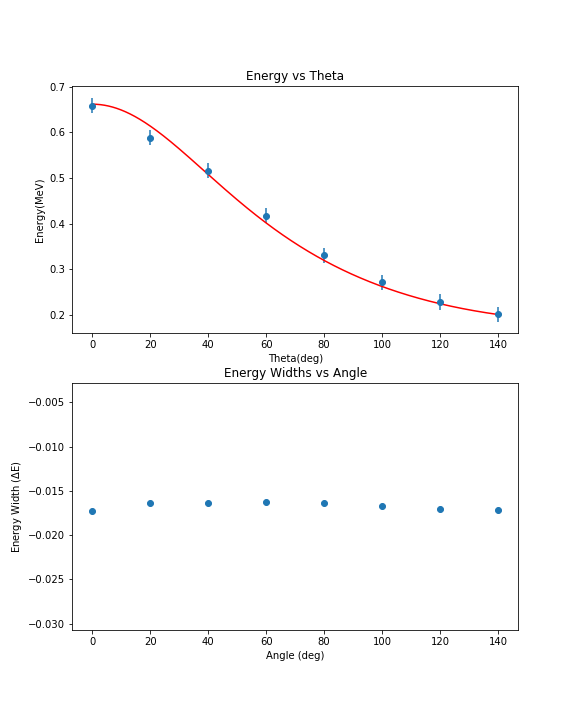 Energy vs Theta
0.7
0.6
0.5
0.4
0.3
0.2
Energy(MeV)
0 20 40 60 80 100 120 140
Theta(deg)
Energy Widths vs Angle
−0.005
−0.010
−0.015
−0.020
−0.025
−0.030
Energy Width (ΔE)
0 20 40 60 80 100 120 140
Angle (deg)